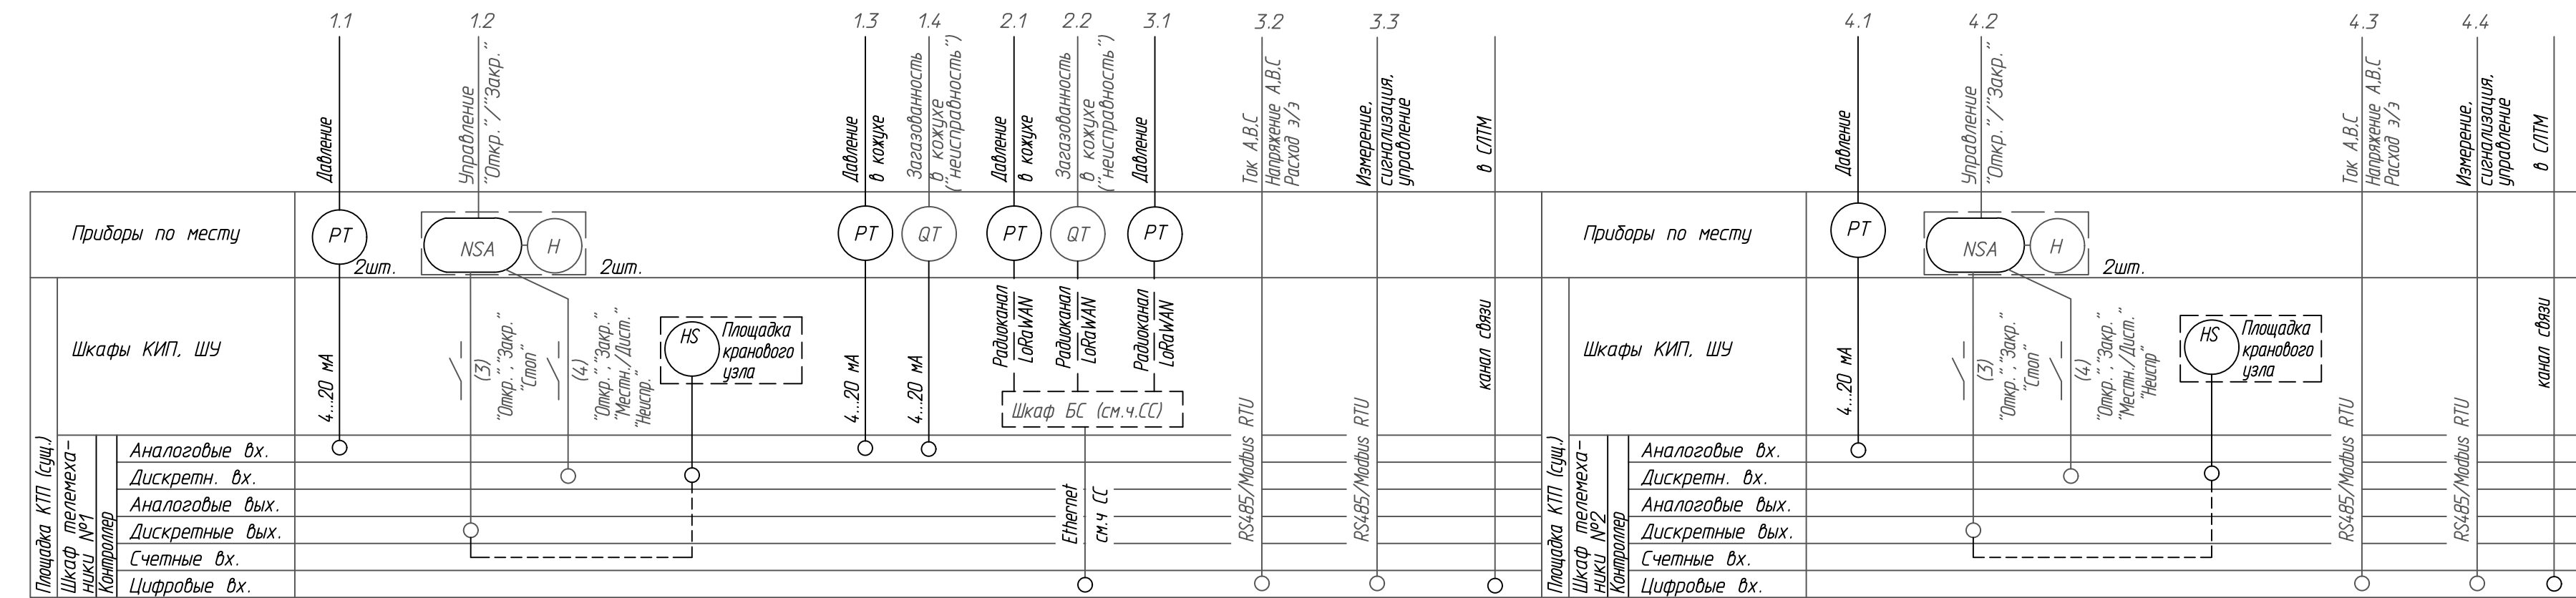 1.1
1.2
1.3
1.4
2.1
2.2
3.1
3.2
3.3
4.1
4.2
4.3
4.4
Давление
Управление
"Откр."/"Закр."
Давление
в кожухе
Загазованность
в кожухе
("неисправность")
Давление
в кожухе
Загазованность
в кожухе
("неисправность")
Давление
Ток А,В,С
Напряжение А,В,С
Расход э/э
Измерение,
сигнализация,
управление
в СЛТМ
Давление
Управление
"Откр."/"Закр."
Ток А,В,С
Напряжение А,В,С
Расход э/э
Измерение,
сигнализация,
управление
в СЛТМ
Приборы по месту
PT
2шт.
NSA
H
2шт.
PT
QT
PT
QT
PT
Приборы по месту
PT
NSA
H
2шт.
Шкафы КИП, ШУ
4...20 мА
(3)
"Откр.","Закр."
"Стоп"
(4)
"Откр.","Закр."
"Местн./Дист."
"Неиспр.
HS
Площадка
кранового
узла
4...20 мА
4...20 мА
Радиоканал
LoRaWAN
Радиоканал
LoRaWAN
Радиоканал
LoRaWAN
Шкаф БС (см.ч.СС)
Ethernet
см.ч СС
RS485/Modbus RTU
RS485/Modbus RTU
канал связи
Шкафы КИП, ШУ
4...20 мА
(3)
"Откр.","Закр."
"Стоп"
(4)
"Откр.","Закр."
"Местн./Дист."
"Неиспр"
HS
Площадка
кранового
узла
RS485/Modbus RTU
RS485/Modbus RTU
канал связи
Площадка КТП (сущ.)
Шкаф телемеха-
ники №1
Контроллер
Аналоговые вх.
Дискретн. вх.
Аналоговые вых.
Дискретные вых.
Счетные вх.
Цифровые вх.
Площадка КТП (сущ.)
Шкаф телемеха-
ники №2
Контроллер
Аналоговые вх.
Дискретн. вх.
Аналоговые вых.
Дискретные вых.
Счетные вх.
Цифровые вх.